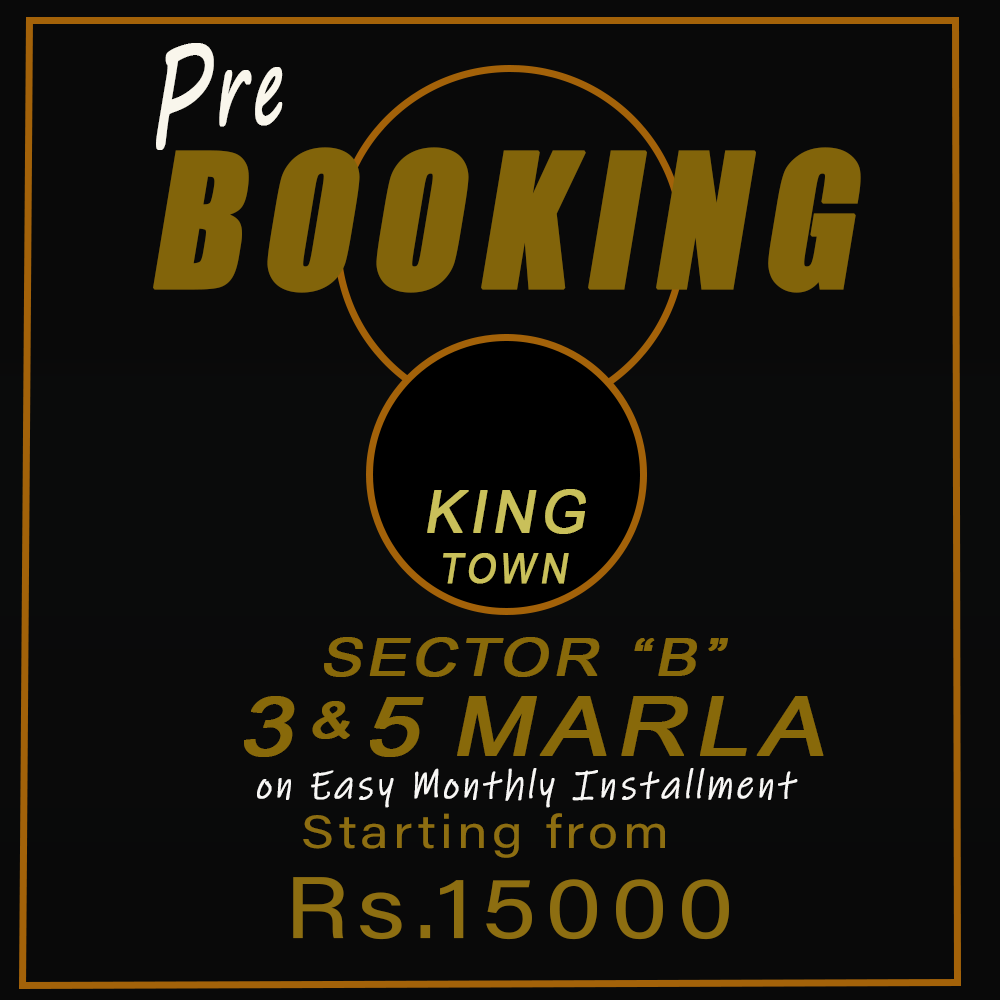 Pre
BOOKING
KING
TOWN
SECTOR “B”
3 & 5 MARLA
on Easy Monthly Installment
Starting from
Rs.15000